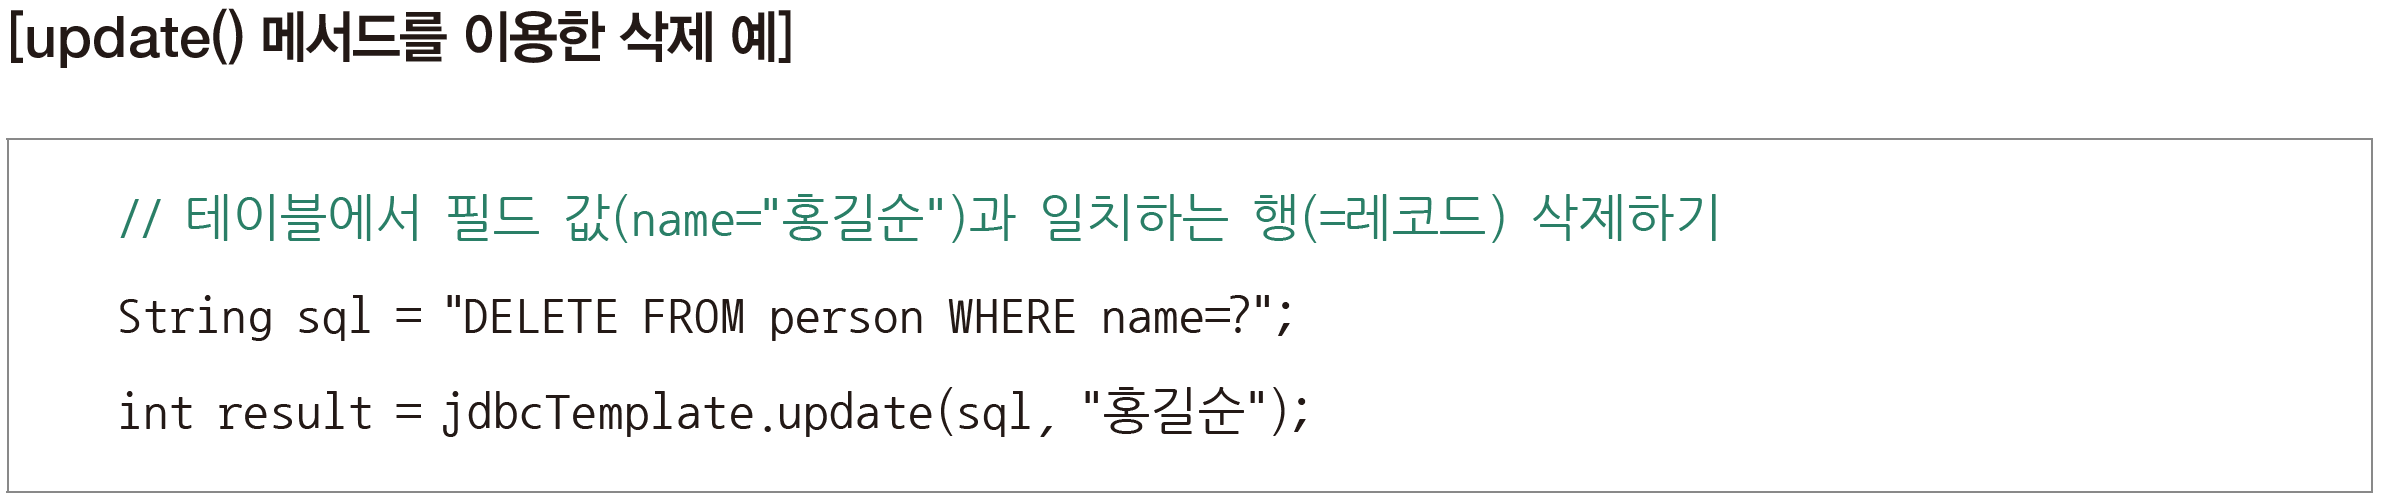 [update() 메서드를 이용한 삭제 예]
// 테이블에서 필드 값(name="홍길순")과 일치하는 행(=레코드) 삭제하기
String sql = "DELETE FROM person WHERE name=?";
int result = jdbcTemplate.update(sql, "홍길순");